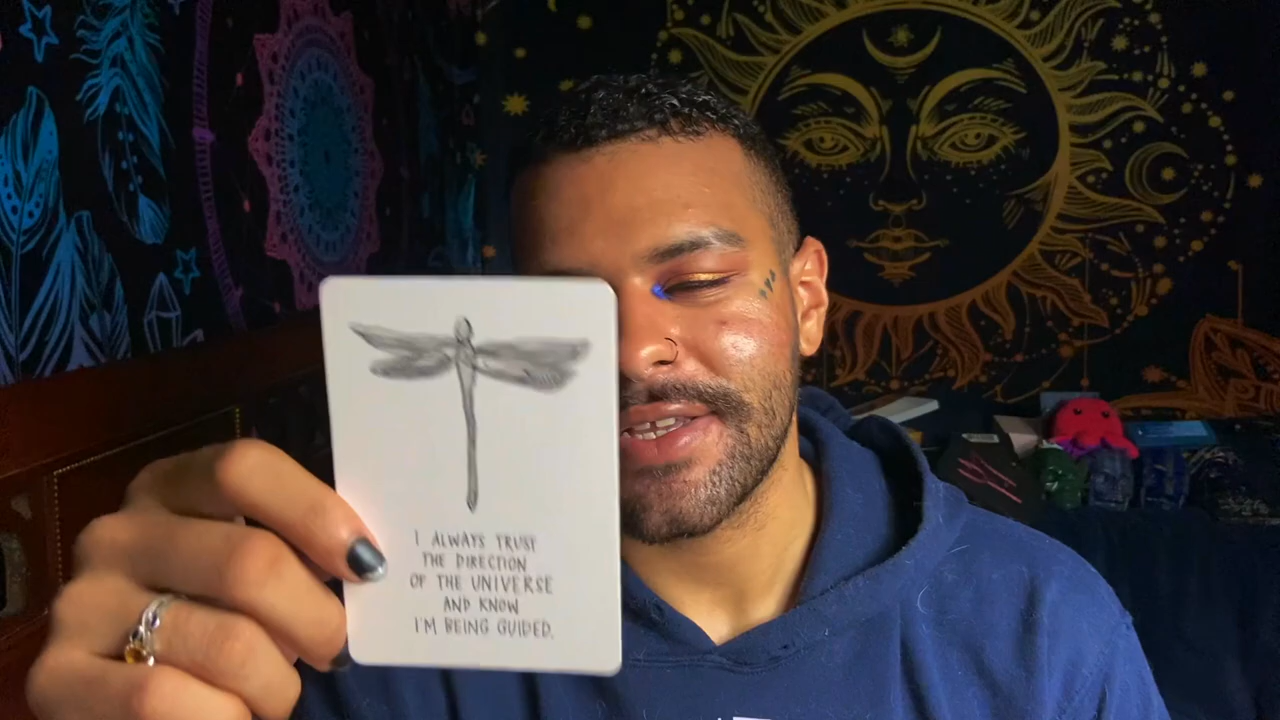 I ALWAYS TRUST
THE DIRECTION
OF THE UNIVERSE
AND KNOW
I'M BEING GUIDED.